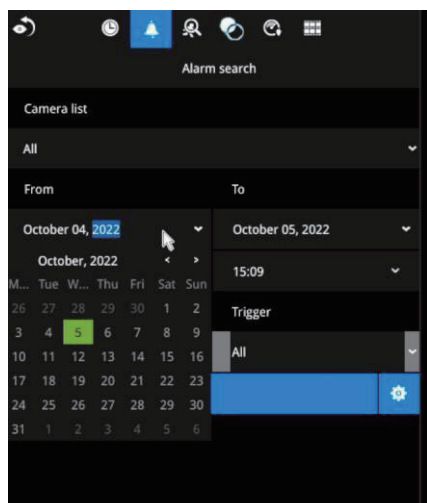 Alarm search
Camera list
All
From To
October 04, 2022 October 05, 2022
October, 2022
15:09
M... Tue W... Thu Fri Sat Sun
26 27 28 29 30 1 2
Trigger
3 4 5 6 7 8 9
All
10 11 12 13 14 15 16
17 18 19 20 21 22 23
24 25 26 27 28 29 30
31 1 2 3 4 5 6